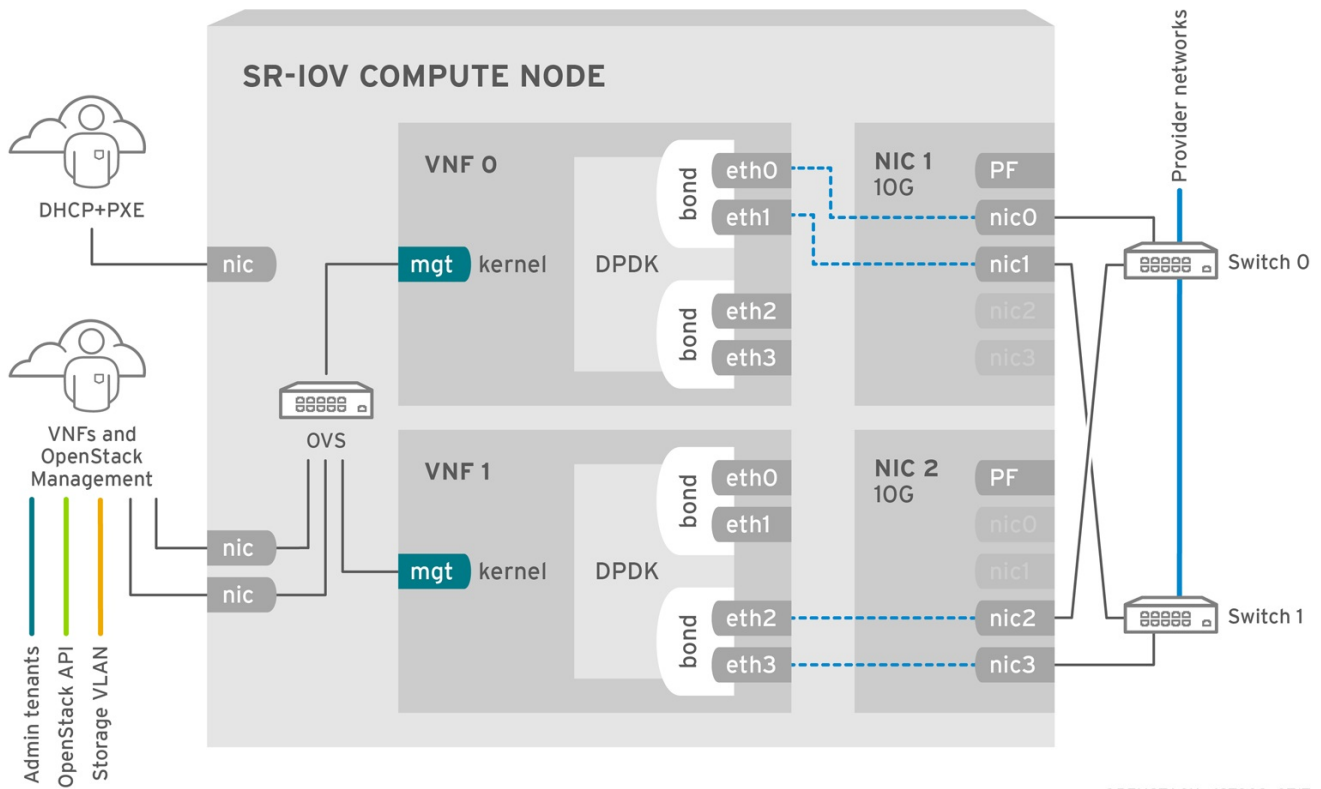 SR-IOV COMPUTE NODE
DHCP+PXE
nic
VNFs and
OpenStack
Management
nic
nic
Admin tenants
OpenStack API
Storage VLAN
OVS
VNF 0
mgt
kernel
DPDK
bond
eth0
eth1
bond
eth2
eth3
VNF 1
mgt
kernel
DPDK
bond
eth0
eth1
bond
eth2
eth3
NIC 1
10G
PF
nic0
nic1
nic2
nic3
NIC 2
10G
PF
nic0
nic1
nic2
nic3
Provider networks
Switch 0
Switch 1